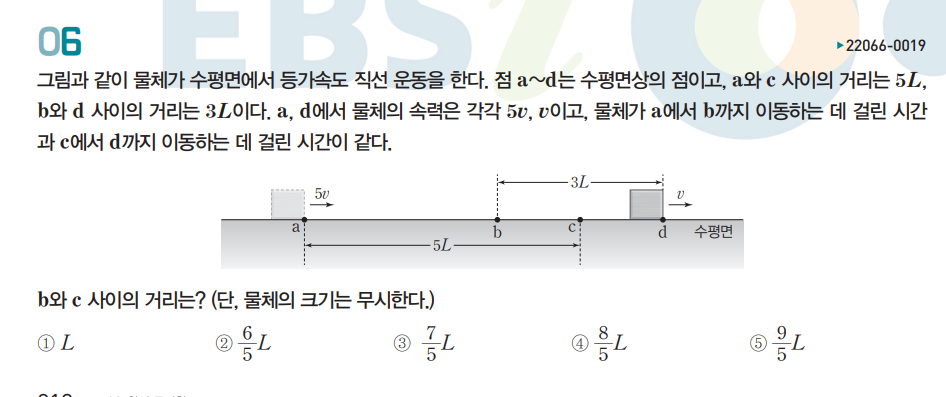 EBSi
06
▶22066-0019
그림과 같이 물체가 수평면에서 등가속도 직선 운동을 한다. 점 a~d는 수평면상의 점이고, a와 c 사이의 거리는 5L,
b와 d 사이의 거리는 3L이다. a, d에서 물체의 속력은 각각 5v, v이고, 물체가 a에서 b까지 이동하는 데 걸린 시간
과 c에서 d까지 이동하는 데 걸린 시간이 같다.
3L
5v
v
a
b
c
d
수평면
5L
b와 c 사이의 거리는? (단, 물체의 크기는 무시한다.)
① L ② 6/5 L ③ 7/5 L ④ 8/5 L ⑤ 9/5 L